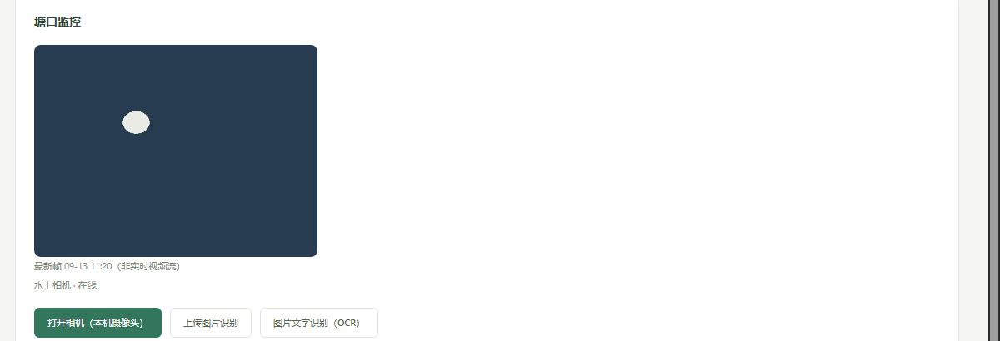 塘口监控
最新帧 09-13 11:20（非实时视频流）
水上相机 · 在线
打开相机（本机摄像头）
上传图片识别
图片文字识别（OCR）